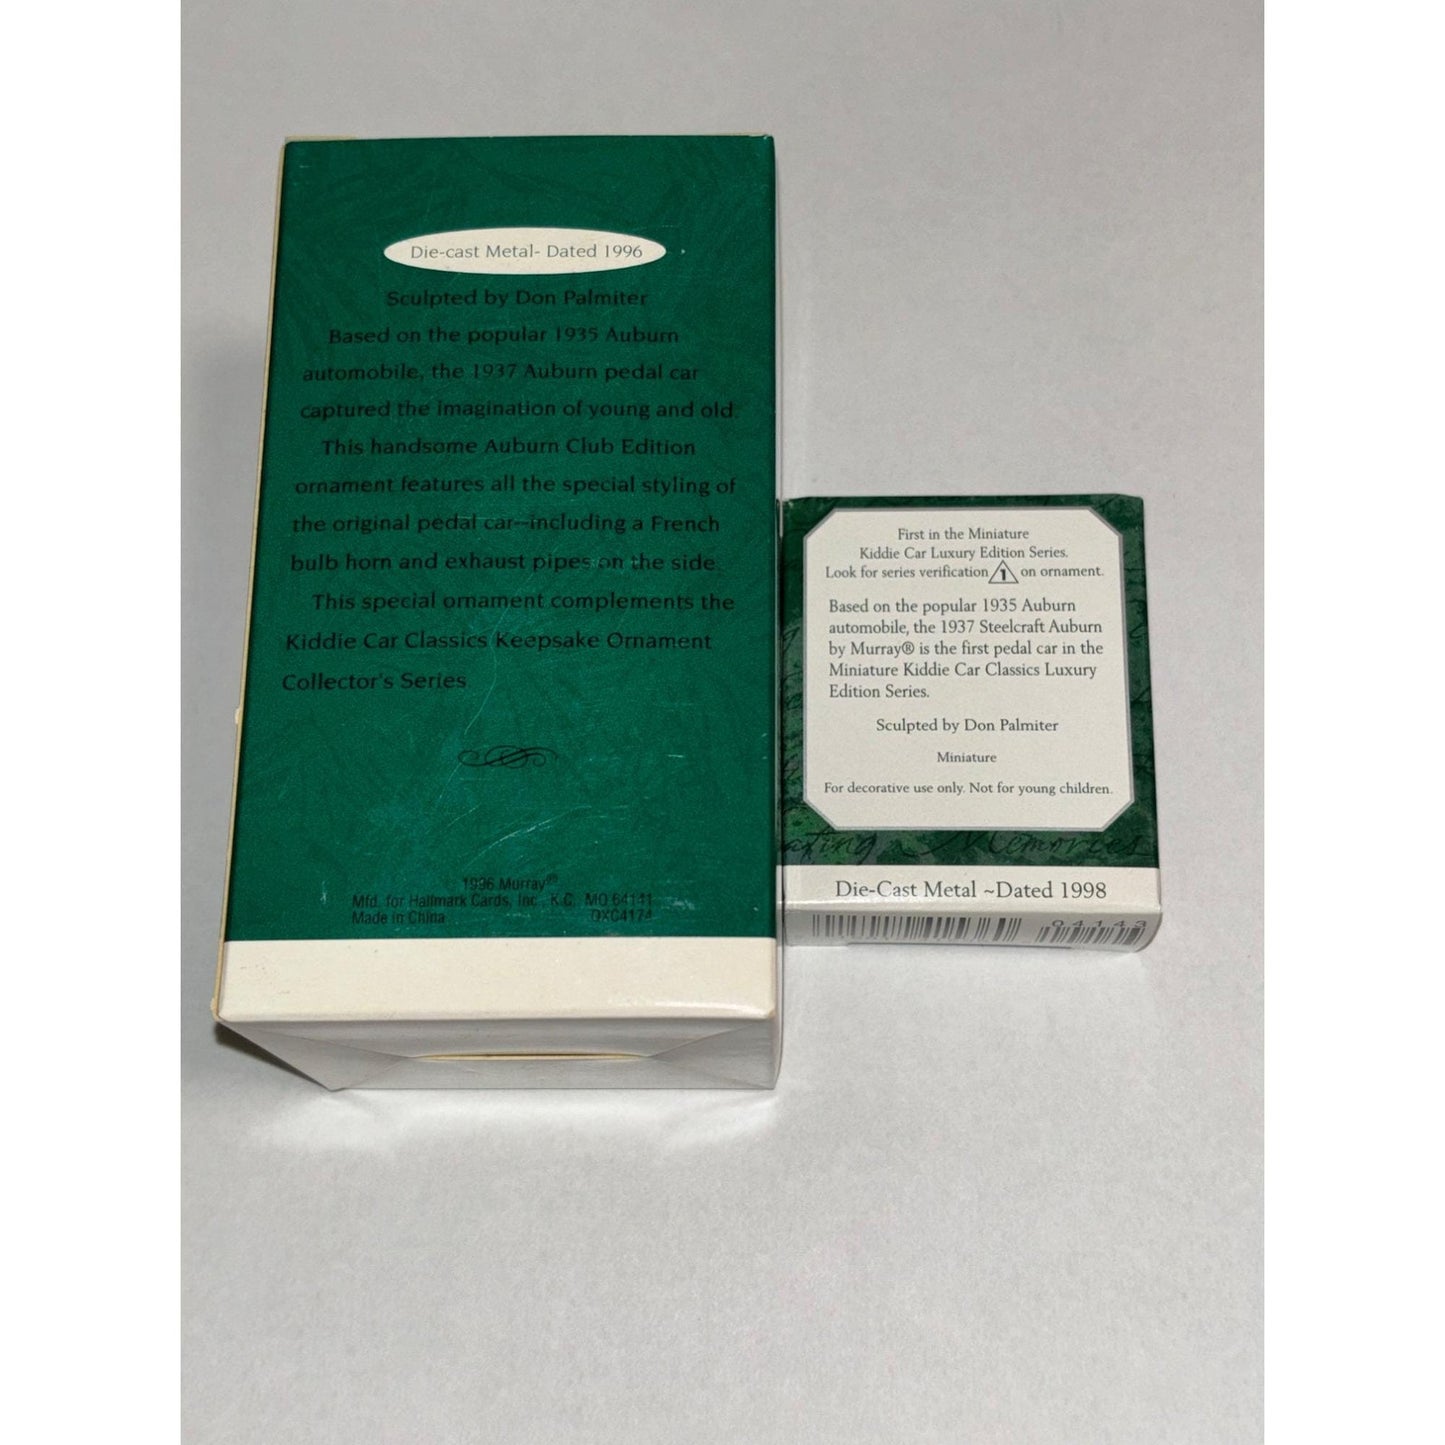 Die-cast Metal- Dated 1996
Sculpted by Don Palmiter
Based on the popular 1935 Auburn
automobile, the 1937 Auburn pedal car
captured the imagination of young and old.
This handsome Auburn Club Edition
ornament features all the special styling of
the original pedal car—including a French
bulb horn and exhaust pipes on the side.
This special ornament complements the
Kiddie Car Classics Keepsake Ornament
Collector's Series
© 1996 Murray®
Mfd. for Hallmark Cards, Inc., K.C. MO 64141
Made in China QXC4174
First in the Miniature
Kiddie Car Luxury Edition Series.
Look for series verification 1 on ornament.
Based on the popular 1935 Auburn
automobile, the 1937 Steelcraft Auburn
by Murray® is the first pedal car in the
Miniature Kiddie Car Classics Luxury
Edition Series.
Sculpted by Don Palmiter
Miniature
For decorative use only. Not for young children.
Memories
Die-Cast Metal ~Dated 1998
04143